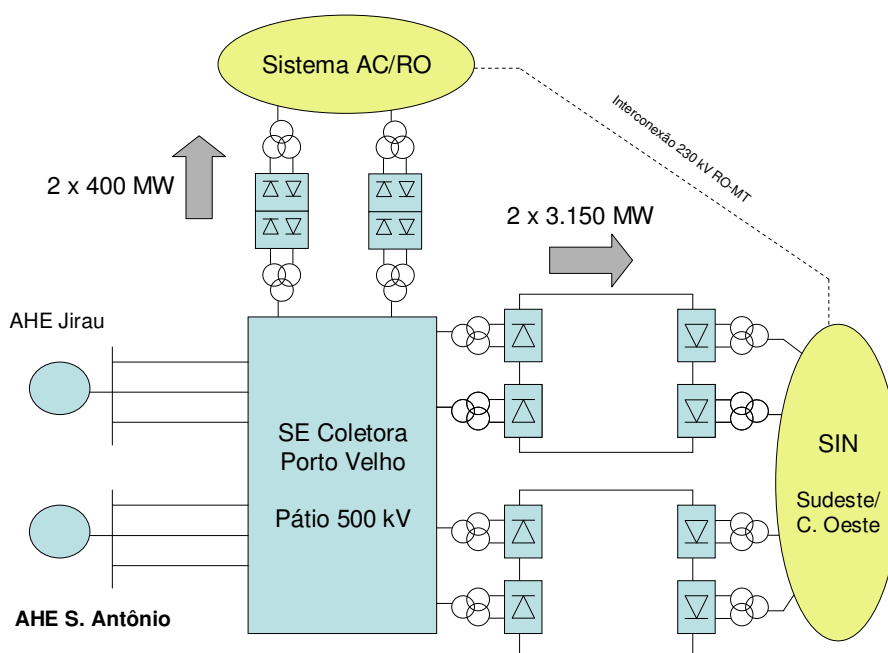 Sistema AC/RO
Interconexão 230 kV RO-MT
2 x 400 MW
2 x 3.150 MW
AHE Jirau
SE Coletora
Porto Velho
Pátio 500 kV
SIN
Sudeste/
C. Oeste
AHE S. Antônio